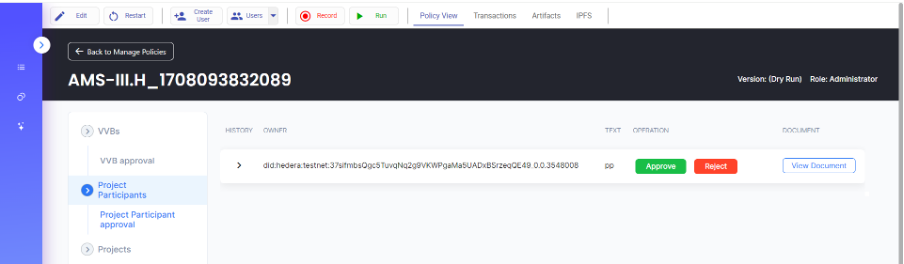 Edit Restart Create User Users Record Run Policy View Transactions Artifacts IPFS
Back to Manage Policies
AMS-III.H_1708093832089
Version: (Dry Run) Role: Administrator
VVBs
HISTORY OWNER TEXT OPERATION DOCUMENT
VVB approval
did:hedera:testnet:37sifmbsQgc5TuvqNq2g9VKWPgaMa5UADxBSrzeqQE49_0.0.3548008 pp Approve Reject View Document
Project
Participants
Project Participant
approval
Projects